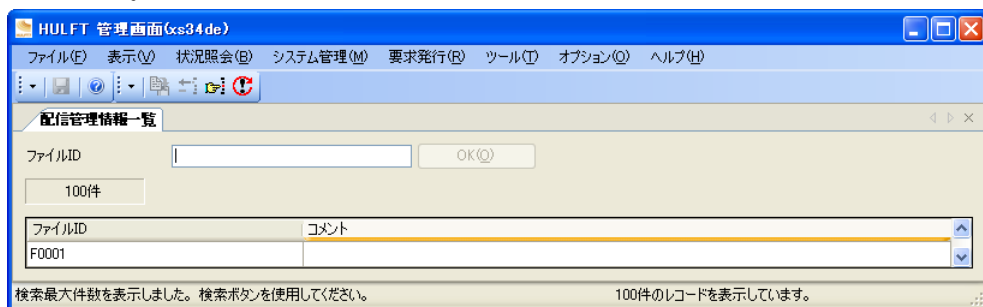 HULFT 管理画面(xs34de)
ファイル(F) 表示(V) 状況照会(B) システム管理(M) 要求発行(R) ツール(T) オプション(O) ヘルプ(H)
配信管理情報一覧
ファイルID OK(O)
100件
ファイルID コメント
F0001
検索最大件数を表示しました。検索ボタンを使用してください。 100件のレコードを表示しています。